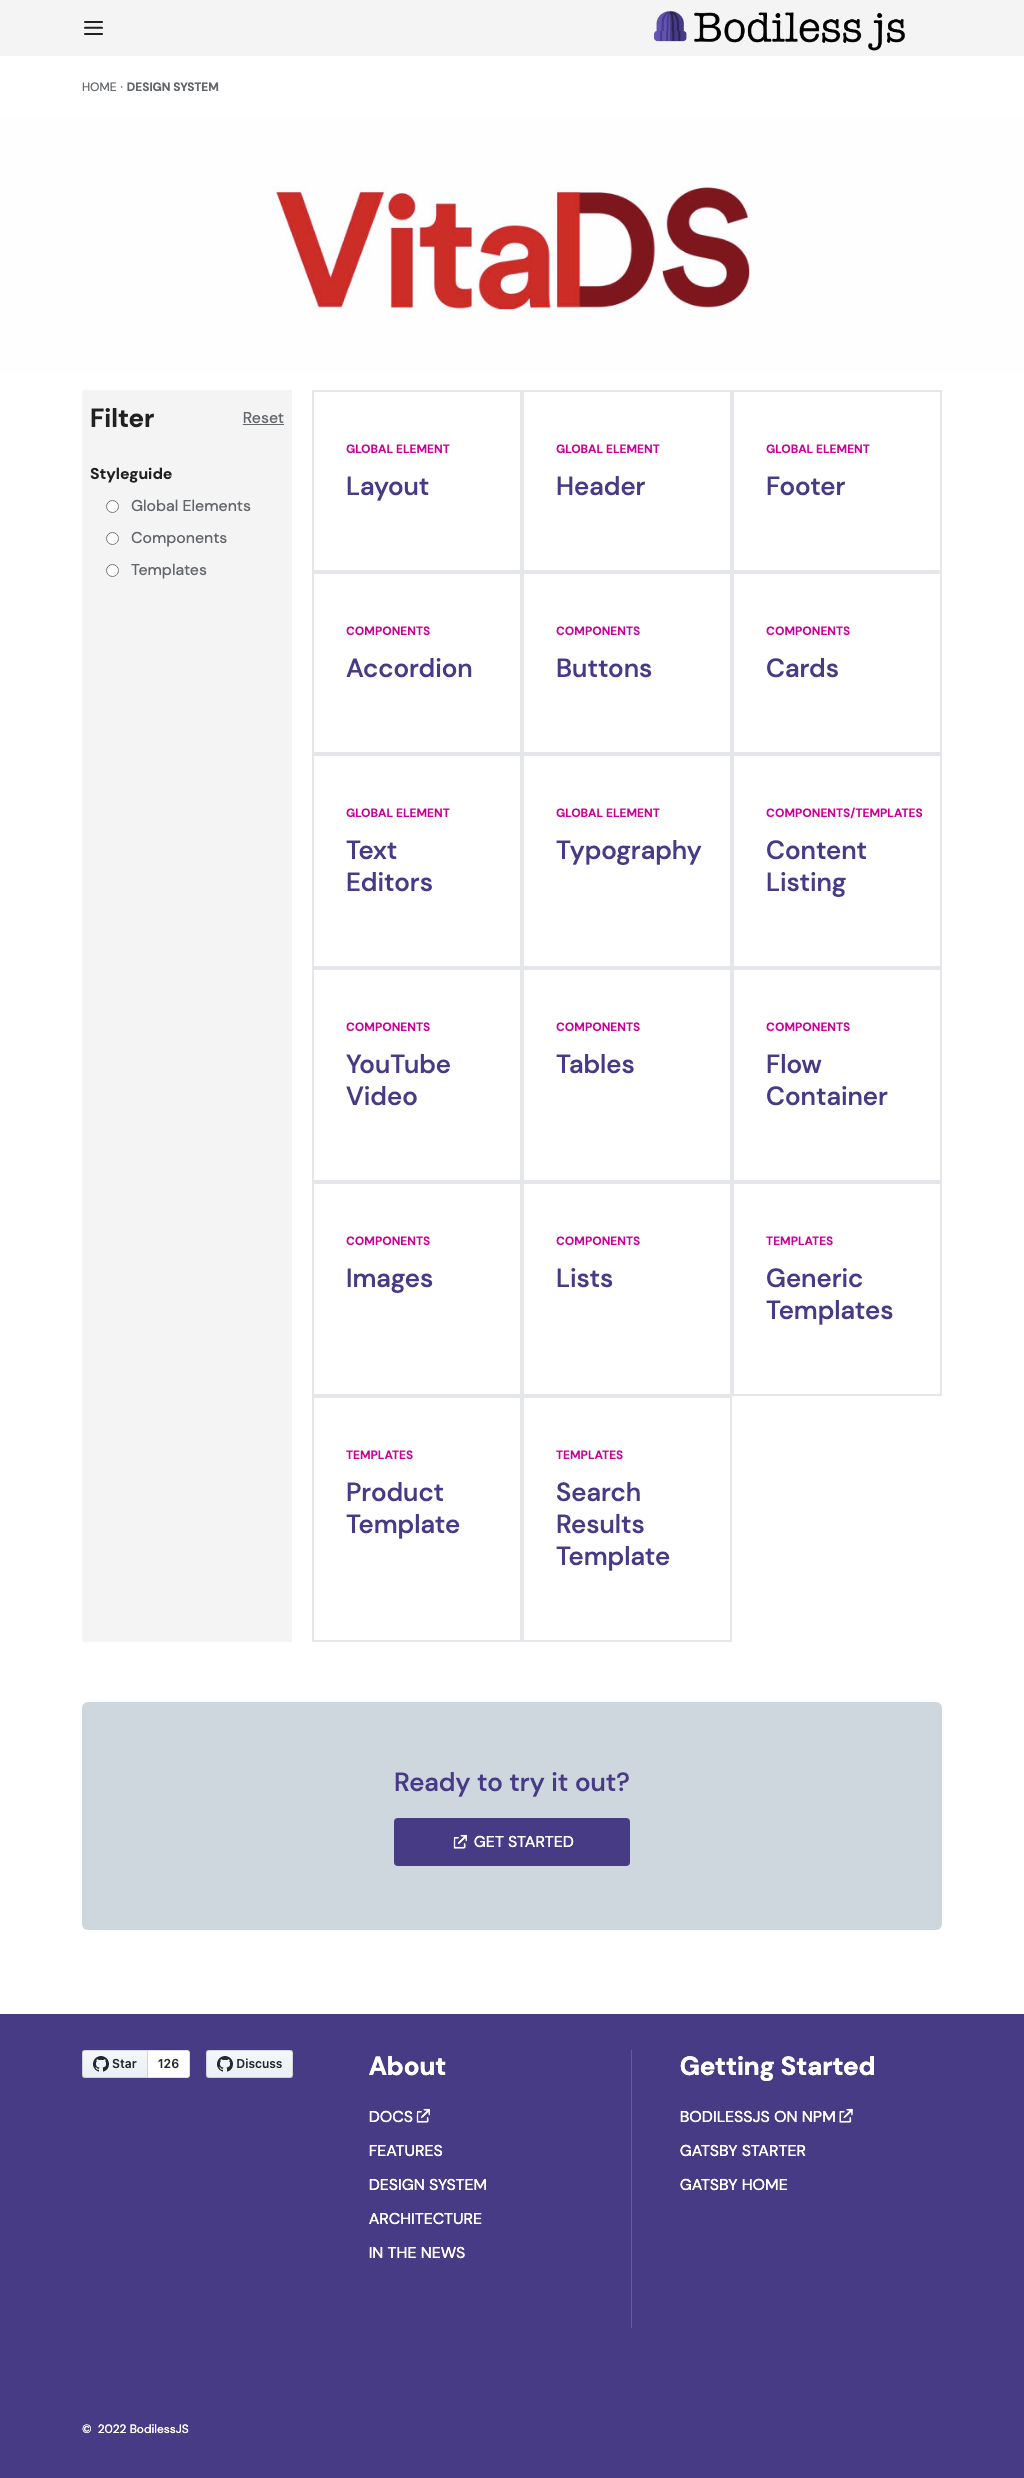 Bodiless js
HOME · DESIGN SYSTEM
VitaDS
Filter
Reset
Styleguide
Global Elements
Components
Templates
GLOBAL ELEMENT
Layout
GLOBAL ELEMENT
Header
GLOBAL ELEMENT
Footer
COMPONENTS
Accordion
COMPONENTS
Buttons
COMPONENTS
Cards
GLOBAL ELEMENT
Text
Editors
GLOBAL ELEMENT
Typography
COMPONENTS/TEMPLATES
Content
Listing
COMPONENTS
YouTube
Video
COMPONENTS
Tables
COMPONENTS
Flow
Container
COMPONENTS
Images
COMPONENTS
Lists
TEMPLATES
Generic
Templates
TEMPLATES
Product
Template
TEMPLATES
Search
Results
Template
Ready to try it out?
GET STARTED
Star 126
Discuss
About
DOCS
FEATURES
DESIGN SYSTEM
ARCHITECTURE
IN THE NEWS
Getting Started
BODILESSJS ON NPM
GATSBY STARTER
GATSBY HOME
© 2022 BodilessJS